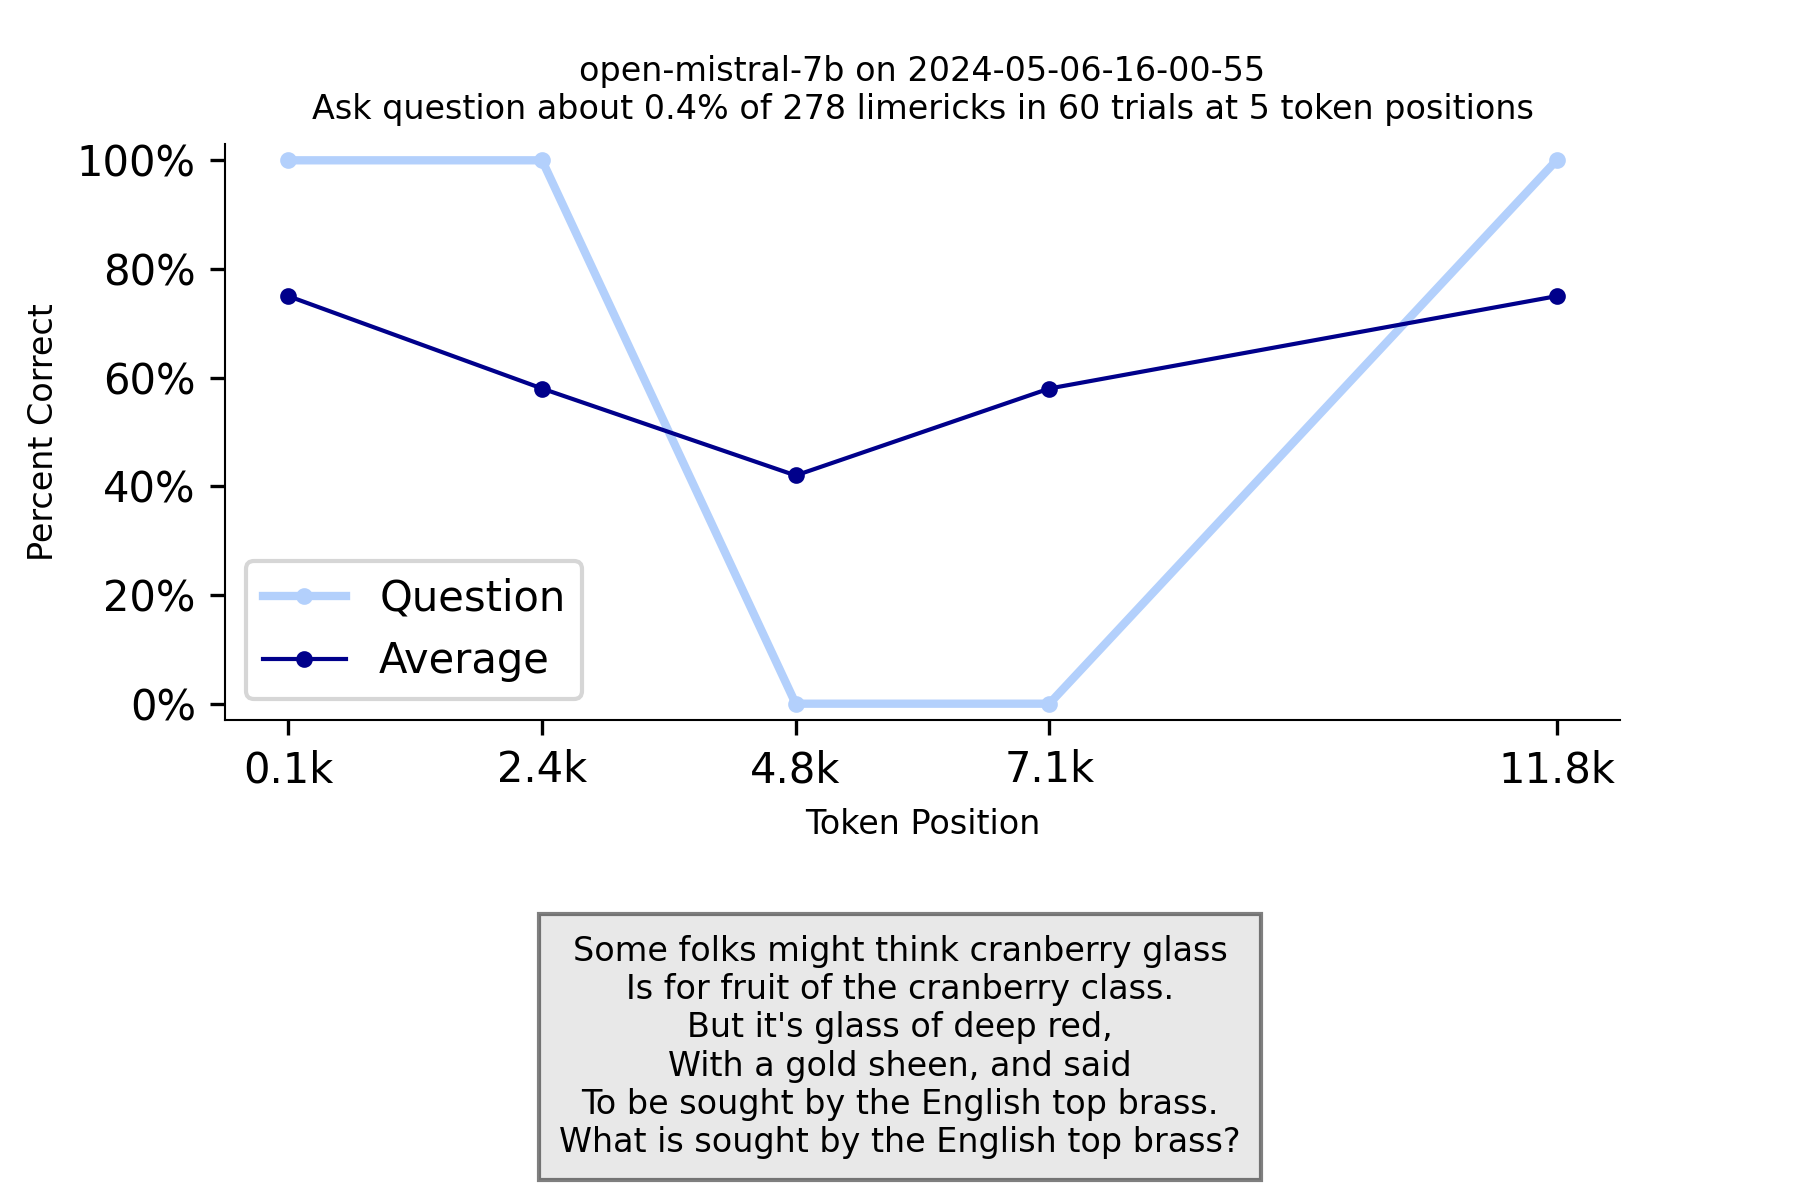 open-mistral-7b on 2024-05-06-16-00-55
Ask question about 0.4% of 278 limericks in 60 trials at 5 token positions
100%
80%
60%
40%
20%
0%
Percent Correct
Question
Average
0.1k 2.4k 4.8k 7.1k 11.8k
Token Position
Some folks might think cranberry glass
Is for fruit of the cranberry class.
But it's glass of deep red,
With a gold sheen, and said
To be sought by the English top brass.
What is sought by the English top brass?